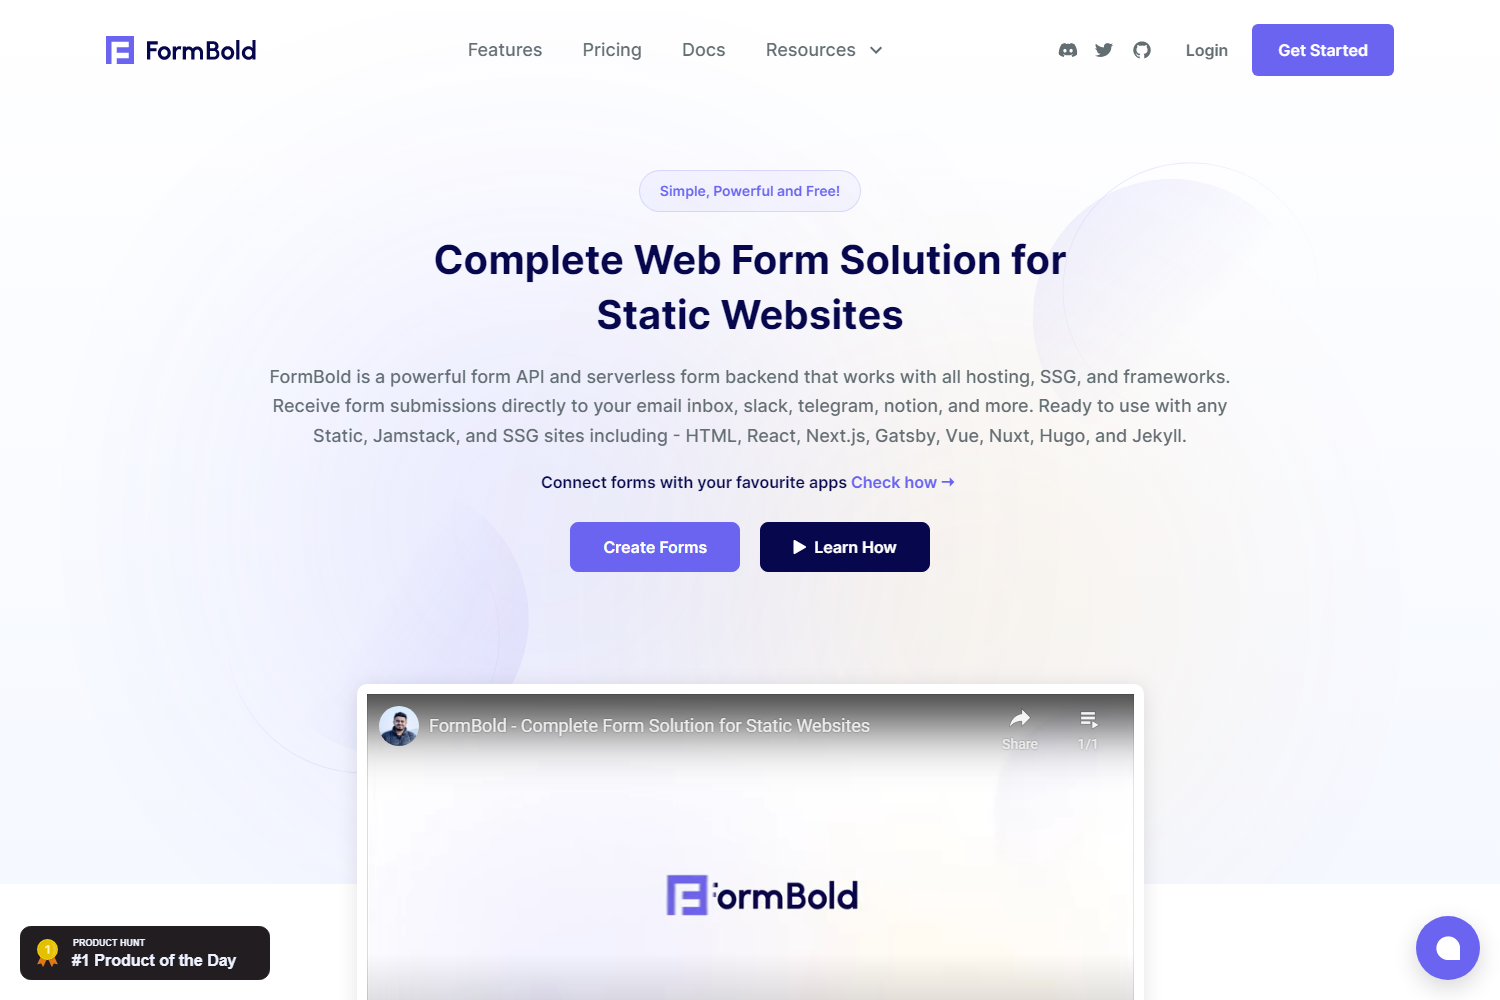 FormBold
Features
Pricing
Docs
Resources
Login
Get Started
Simple, Powerful and Free!
Complete Web Form Solution for
Static Websites
FormBold is a powerful form API and serverless form backend that works with all hosting, SSG, and frameworks.
Receive form submissions directly to your email inbox, slack, telegram, notion, and more. Ready to use with any
Static, Jamstack, and SSG sites including - HTML, React, Next.js, Gatsby, Vue, Nuxt, Hugo, and Jekyll.
Connect forms with your favourite apps Check how →
Create Forms
Learn How
FormBold - Complete Form Solution for Static Websites
Share
1/1
FormBold
1
PRODUCT HUNT
#1 Product of the Day